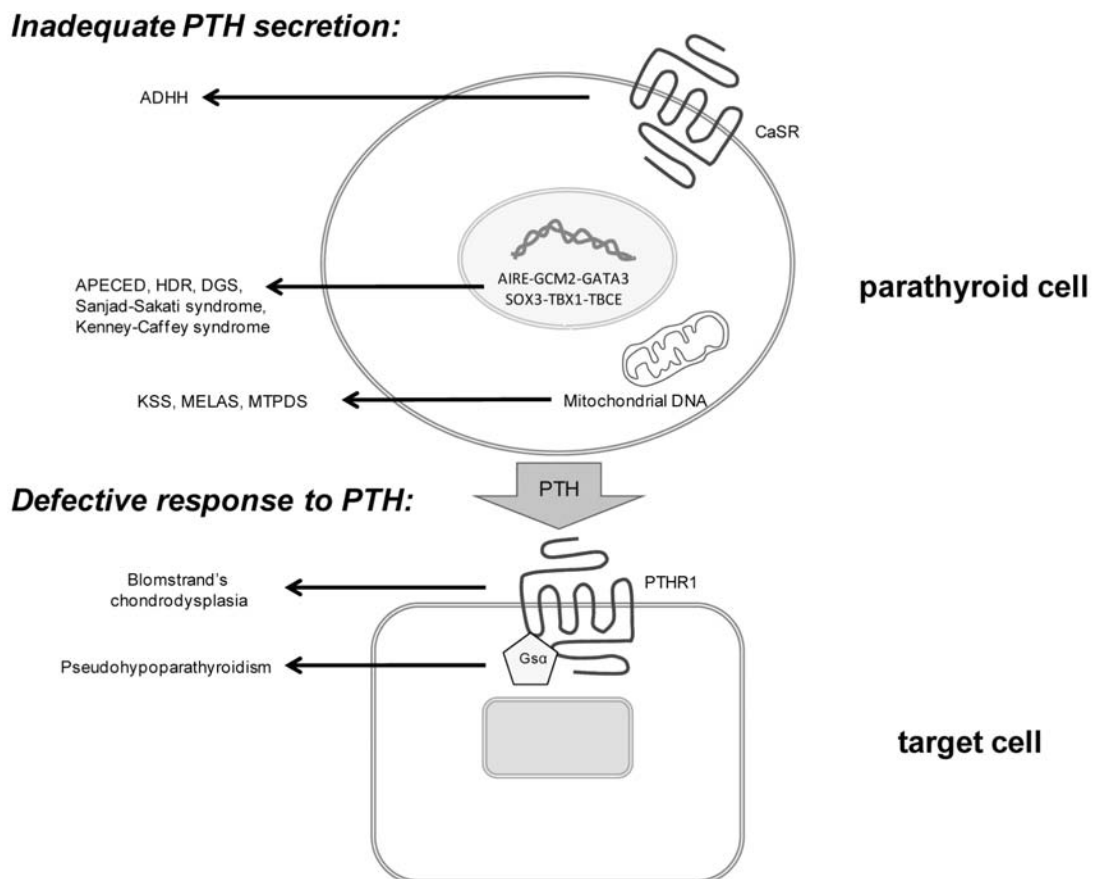 Inadequate PTH secretion:
ADHH
CaSR
AIRE-GCM2-GATA3
SOX3-TBX1-TBCE
APECED, HDR, DGS,
Sanjad-Sakati syndrome,
Kenney-Caffey syndrome
parathyroid cell
KSS, MELAS, MTPDS
Mitochondrial DNA
PTH
Defective response to PTH:
Blomstrand's
chondrodysplasia
PTHR1
Pseudohypoparathyroidism
Gsα
target cell